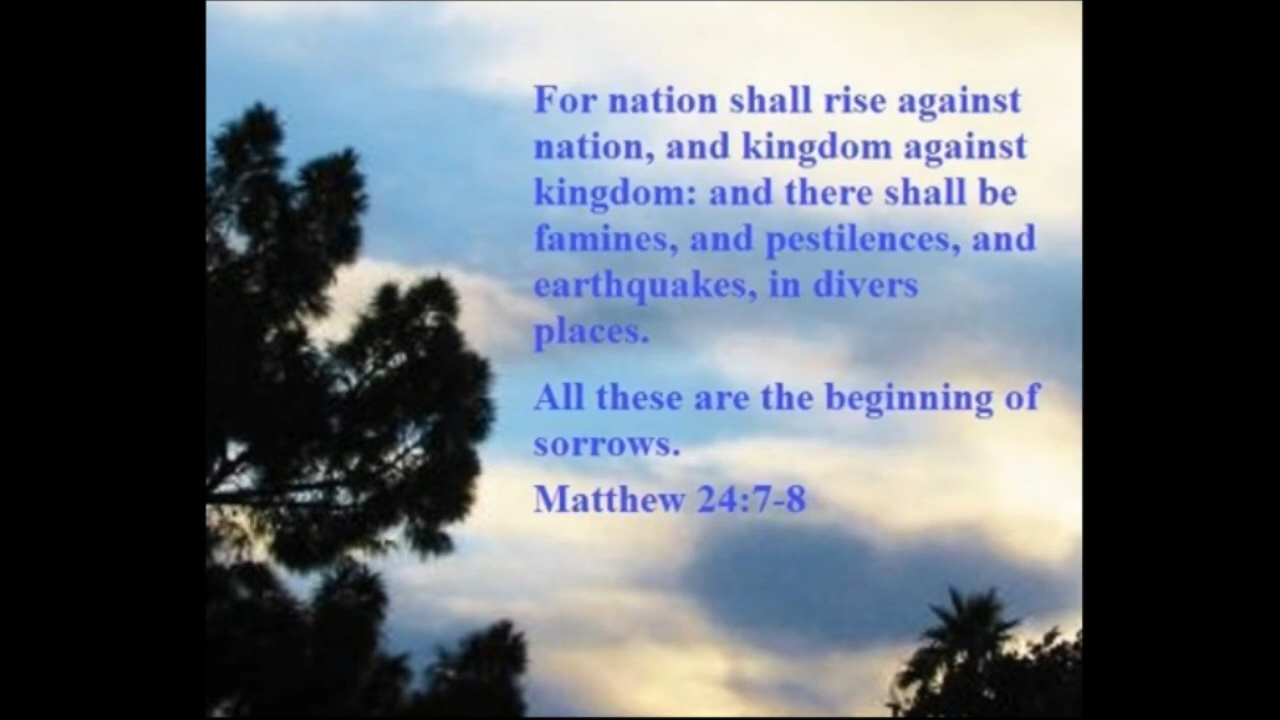 For nation shall rise against
nation, and kingdom against
kingdom: and there shall be
famines, and pestilences, and
earthquakes, in divers
places.
All these are the beginning of
sorrows.
Matthew 24:7-8